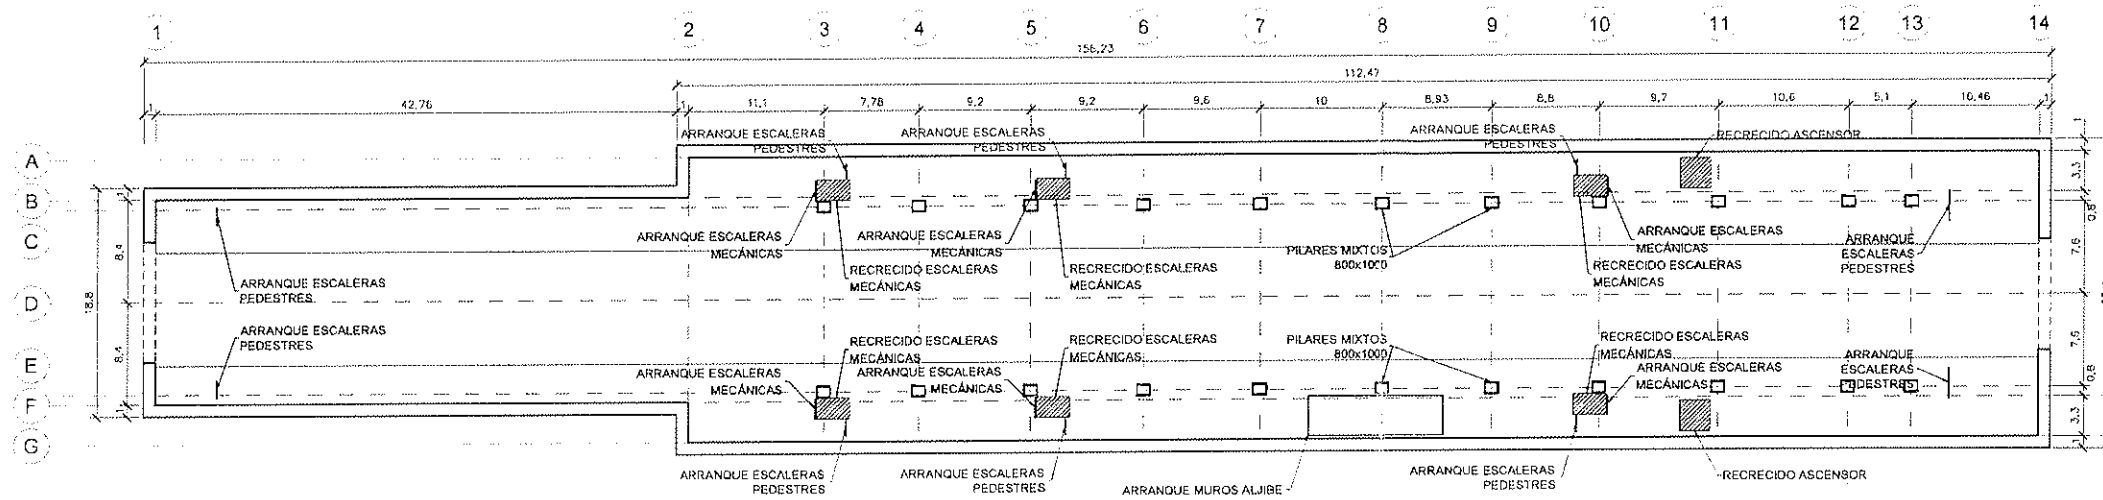 1 2 3 4 5 6 7 8 9 10 11 12 13 14
156,23
112,47
1 42,76 1 11,1 7,78 9,2 9,2 9,6 10 8,93 8,8 9,7 10,6 5,1 10,46 1
ARRANQUE ESCALERAS
PEDESTRES
ARRANQUE ESCALERAS
PEDESTRES
ARRANQUE ESCALERAS
PEDESTRES
RECRECIDO ASCENSOR
1
A
3,3
B
1
0,8
C
ARRANQUE ESCALERAS
MECÁNICAS
ARRANQUE ESCALERAS
MECÁNICAS
PILARES MIXTOS
800x1000
ARRANQUE ESCALERAS
MECÁNICAS
ARRANQUE
ESCALERAS
PEDESTRES
8,4
7,6
RECRECIDO ESCALERAS
MECÁNICAS
RECRECIDO ESCALERAS
MECÁNICAS
RECRECIDO ESCALERAS
MECÁNICAS
ARRANQUE ESCALERAS
PEDESTRES
D
18,8
ARRANQUE ESCALERAS
PEDESTRES
RECRECIDO ESCALERAS
MECÁNICAS
RECRECIDO ESCALERAS
MECÁNICAS
PILARES MIXTOS
800x1000
RECRECIDO ESCALERAS
MECÁNICAS
8,4
7,6
E
ARRANQUE ESCALERAS
MECÁNICAS
ARRANQUE ESCALERAS
MECÁNICAS
ARRANQUE ESCALERAS
MECÁNICAS
ARRANQUE
ESCALERAS
PEDESTRES
0,8
F
1
3,3
G
1
ARRANQUE ESCALERAS
PEDESTRES
ARRANQUE ESCALERAS
PEDESTRES
ARRANQUE MUROS ALJIBE
ARRANQUE ESCALERAS
PEDESTRES
RECRECIDO ASCENSOR